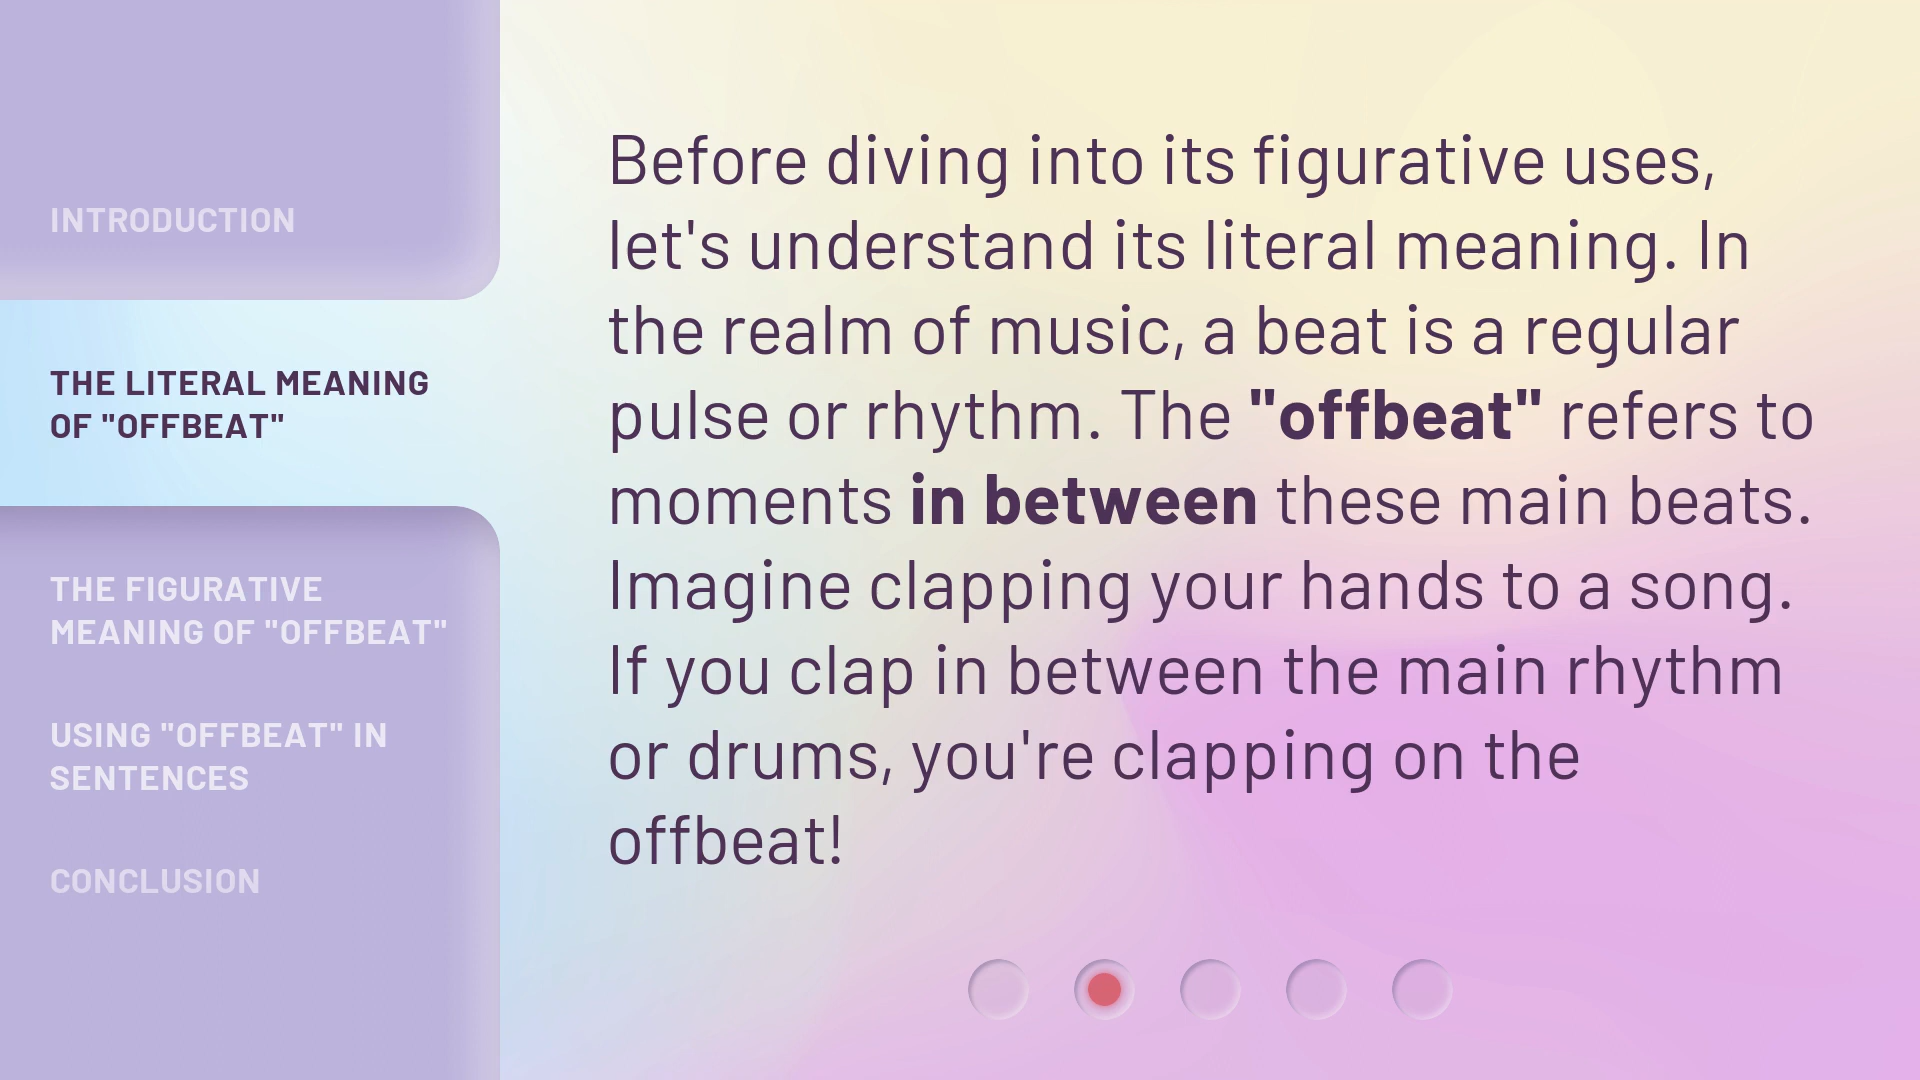 INTRODUCTION
THE LITERAL MEANING
OF "OFFBEAT"
THE FIGURATIVE
MEANING OF "OFFBEAT"
USING "OFFBEAT" IN
SENTENCES
CONCLUSION
Before diving into its figurative uses,
let's understand its literal meaning. In
the realm of music, a beat is a regular
pulse or rhythm. The "offbeat" refers to
moments in between these main beats.
Imagine clapping your hands to a song.
If you clap in between the main rhythm
or drums, you're clapping on the
offbeat!